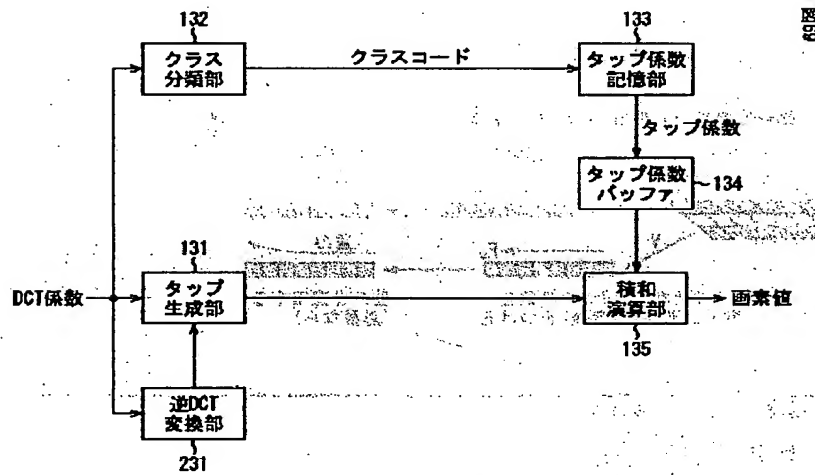 図69
132
クラス
分類部
クラスコード
133
タップ係数
記憶部
タップ係数
タップ係数
バッファ
134
DCT係数
131
タップ
生成部
積和
演算部
135
画素値
逆DCT
変換部
231